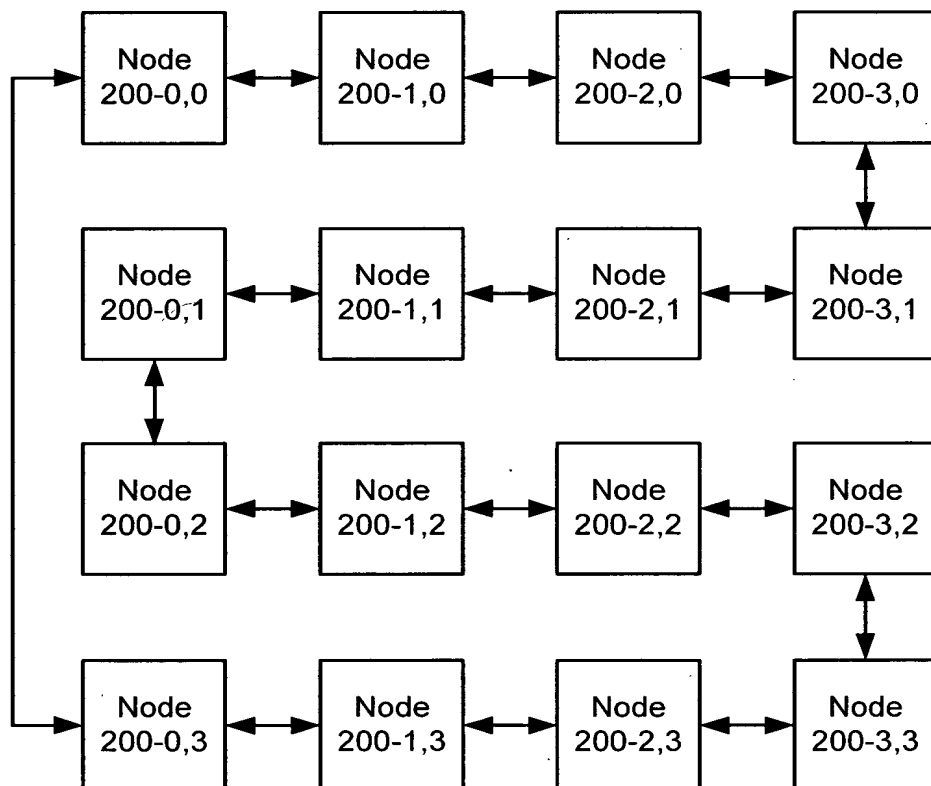 Node
200-0,0
Node
200-1,0
Node
200-2,0
Node
200-3,0
Node
200-0,1
Node
200-1,1
Node
200-2,1
Node
200-3,1
Node
200-0,2
Node
200-1,2
Node
200-2,2
Node
200-3,2
Node
200-0,3
Node
200-1,3
Node
200-2,3
Node
200-3,3